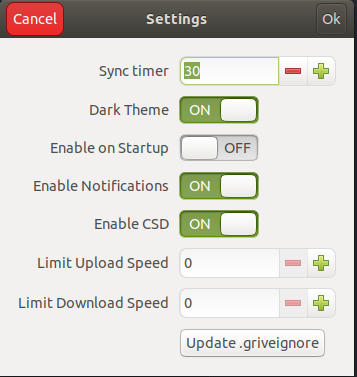 Cancel Settings Ok
Sync timer 30
Dark Theme ON
Enable on Startup OFF
Enable Notifications ON
Enable CSD ON
Limit Upload Speed 0
Limit Download Speed 0
Update .griveignore